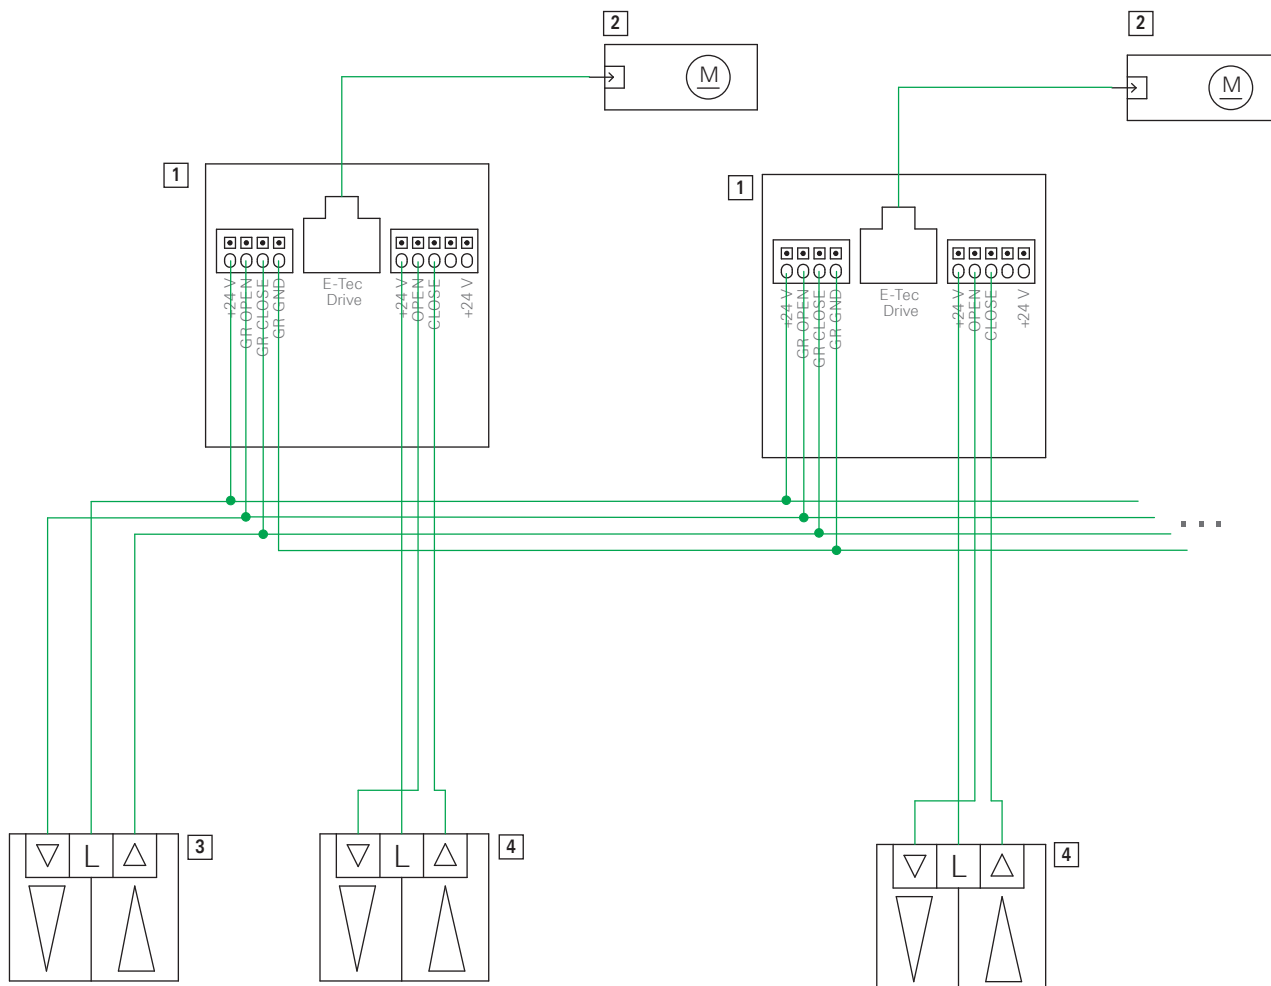 2
2
M
M
1
1
E-Tec
Drive
+24 V
GR OPEN
GR CLOSE
GR GND
+24 V
OPEN
CLOSE
+24 V
E-Tec
Drive
+24 V
GR OPEN
GR CLOSE
GR GND
+24 V
OPEN
CLOSE
+24 V
...
L
3
L
4
L
4